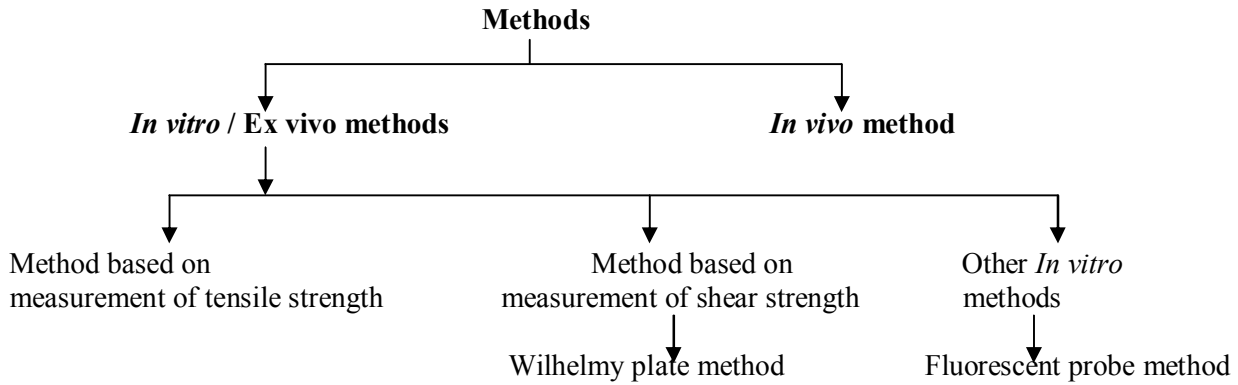 Methods
In vitro / Ex vivo methods
In vivo method
Method based on
measurement of tensile strength
Method based on
measurement of shear strength
Other In vitro
methods
Wilhelmy plate method
Fluorescent probe method